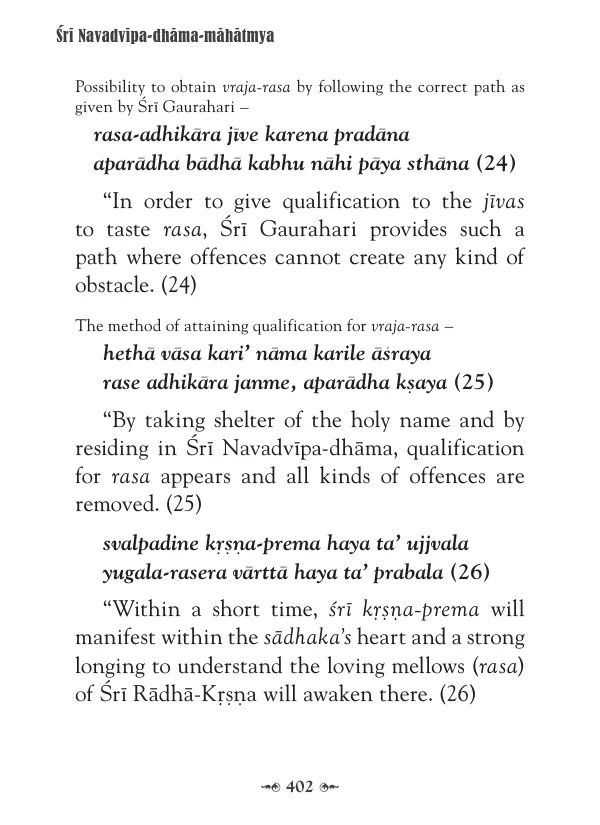 Śrī Navadvīpa-dhāma-māhātmya
Possibility to obtain vraja-rasa by following the correct path as
given by Śrī Gaurahari –
rasa-adhikāra jīve karena pradāna
aparādha bādhā kabhu nāhi pāya sthāna (24)
“In order to give qualification to the jīvas
to taste rasa, Śrī Gaurahari provides such a
path where offences cannot create any kind of
obstacle. (24)
The method of attaining qualification for vraja-rasa –
hethā vāsa kari’ nāma karile āśraya
rase adhikāra janme, aparādha kṣaya (25)
“By taking shelter of the holy name and by
residing in Śrī Navadvīpa-dhāma, qualification
for rasa appears and all kinds of offences are
removed. (25)
svalpadine kṛṣṇa-prema haya ta’ ujjvala
yugala-rasera vārttā haya ta’ prabala (26)
“Within a short time, śrī kṛṣṇa-prema will
manifest within the sādhaka’s heart and a strong
longing to understand the loving mellows (rasa)
of Śrī Rādhā-Kṛṣṇa will awaken there. (26)
402